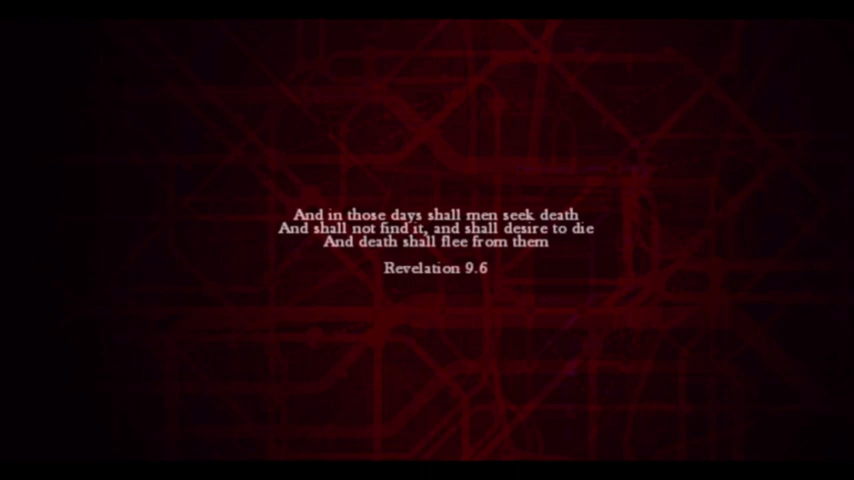 And in those days shall men seek death
And shall not find it, and shall desire to die
And death shall flee from them
Revelation 9.6